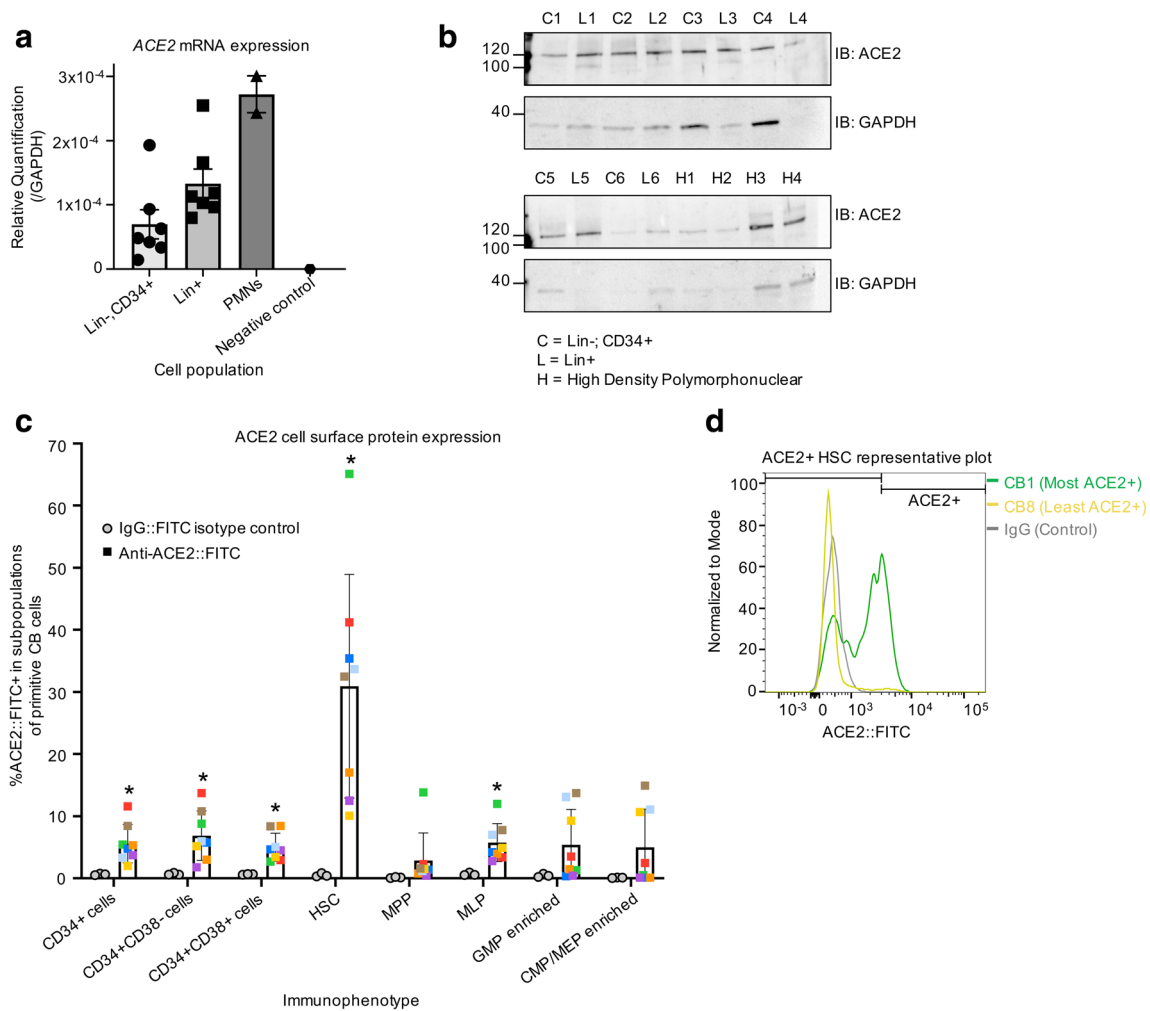 a
ACE2 mRNA expression
Relative Quantification
(/GAPDH)
3x10-4
2x10-4
1x10-4
0
Lin-,CD34+
Lin+
PMNs
Negative control
Cell population
b
C1 L1 C2 L2 C3 L3 C4 L4
120
100
IB: ACE2
40
IB: GAPDH
C5 L5 C6 L6 H1 H2 H3 H4
120
100
IB: ACE2
40
IB: GAPDH
C = Lin-; CD34+
L = Lin+
H = High Density Polymorphonuclear
c
ACE2 cell surface protein expression
IgG::FITC isotype control
Anti-ACE2::FITC
%ACE2::FITC+ in subpopulations
of primitive CB cells
70
60
50
40
30
20
10
0
*
*
*
*
*
CD34+ cells
CD34+CD38- cells
CD34+CD38+ cells
HSC
MPP
MLP
GMP enriched
CMP/MEP enriched
Immunophenotype
d
ACE2+ HSC representative plot
ACE2+
CB1 (Most ACE2+)
CB8 (Least ACE2+)
IgG (Control)
Normalized to Mode
100
80
60
40
20
0
10-3 0 103 104 105
ACE2::FITC